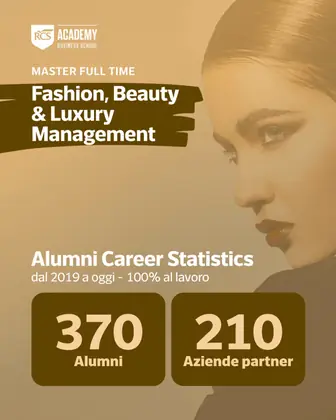 RCS ACADEMY
BUSINESS SCHOOL
MASTER FULL TIME
Fashion, Beauty
& Luxury
Management
Alumni Career Statistics
dal 2019 a oggi - 100% al lavoro
370
Alumni
210
Aziende partner